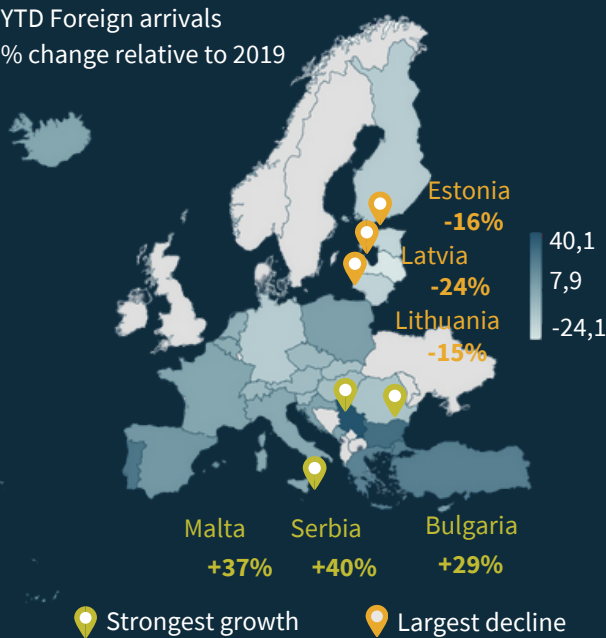 YTD Foreign arrivals
% change relative to 2019
Estonia
-16%
Latvia
-24%
Lithuania
-15%
40,1
7,9
-24,1
Malta
+37%
Serbia
+40%
Bulgaria
+29%
Strongest growth
Largest decline